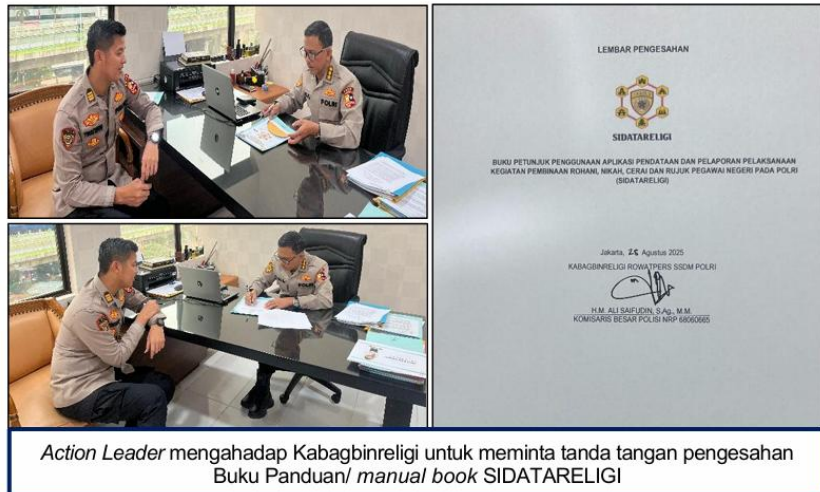 POLRI
LEMBAR PENGESAHAN
SIDATARELIGI
BUKU PETUNJUK PENGGUNAAN APLIKASI PENDATAAN DAN PELAPORAN PELAKSANAAN
KEGIATAN PEMBINAAN ROHANI, NIKAH, CERAI DAN RUJUK PEGAWAI NEGERI PADA POLRI
(SIDATARELIGI)
Jakarta, 25 Agustus 2025
KABAGBINRELIGI ROWATPERS SSDM POLRI
H.M. ALI SAIFUDIN, S.Ag., M.M.
KOMISARIS BESAR POLISI NRP 68060665
Action Leader mengahadap Kabagbinreligi untuk meminta tanda tangan pengesahan
Buku Panduan/ manual book SIDATARELIGI